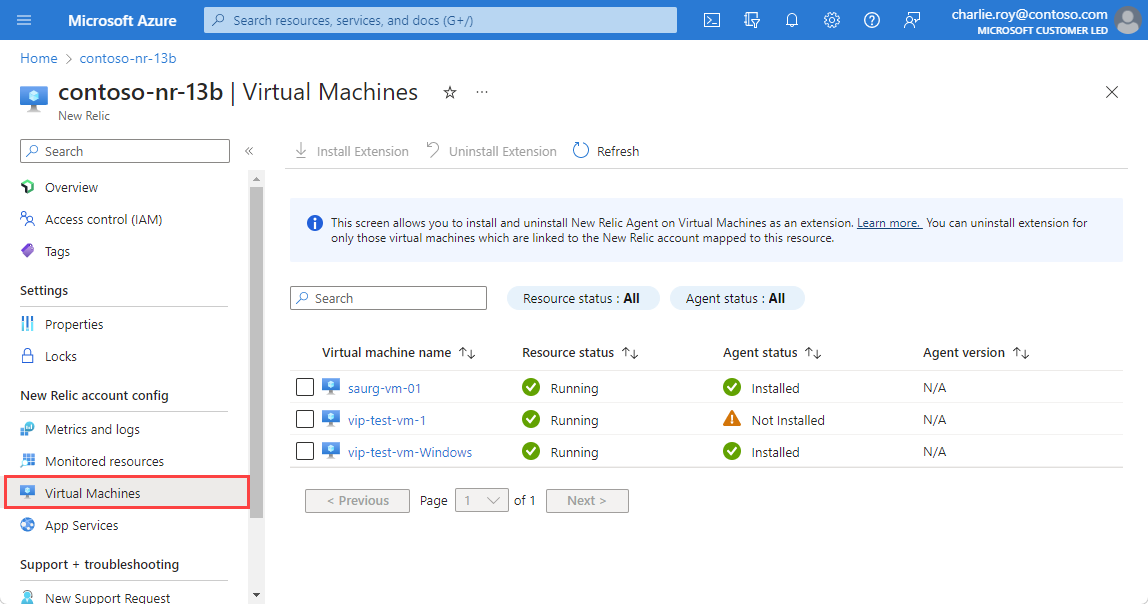 Microsoft Azure
Search resources, services, and docs (G+/)
charlie.roy@contoso.com
MICROSOFT CUSTOMER LED
Home > contoso-nr-13b
contoso-nr-13b | Virtual Machines
New Relic
Search
Install Extension Uninstall Extension Refresh
Overview
Access control (IAM)
Tags
Settings
Properties
Locks
New Relic account config
Metrics and logs
Monitored resources
Virtual Machines
App Services
Support + troubleshooting
New Support Request
This screen allows you to install and uninstall New Relic Agent on Virtual Machines as an extension. Learn more. You can uninstall extension for
only those virtual machines which are linked to the New Relic account mapped to this resource.
Search
Resource status : All
Agent status : All
Virtual machine name Resource status Agent status Agent version
saurg-vm-01 Running Installed N/A
vip-test-vm-1 Running Not Installed N/A
vip-test-vm-Windows Running Installed N/A
< Previous Page 1 of 1 Next >